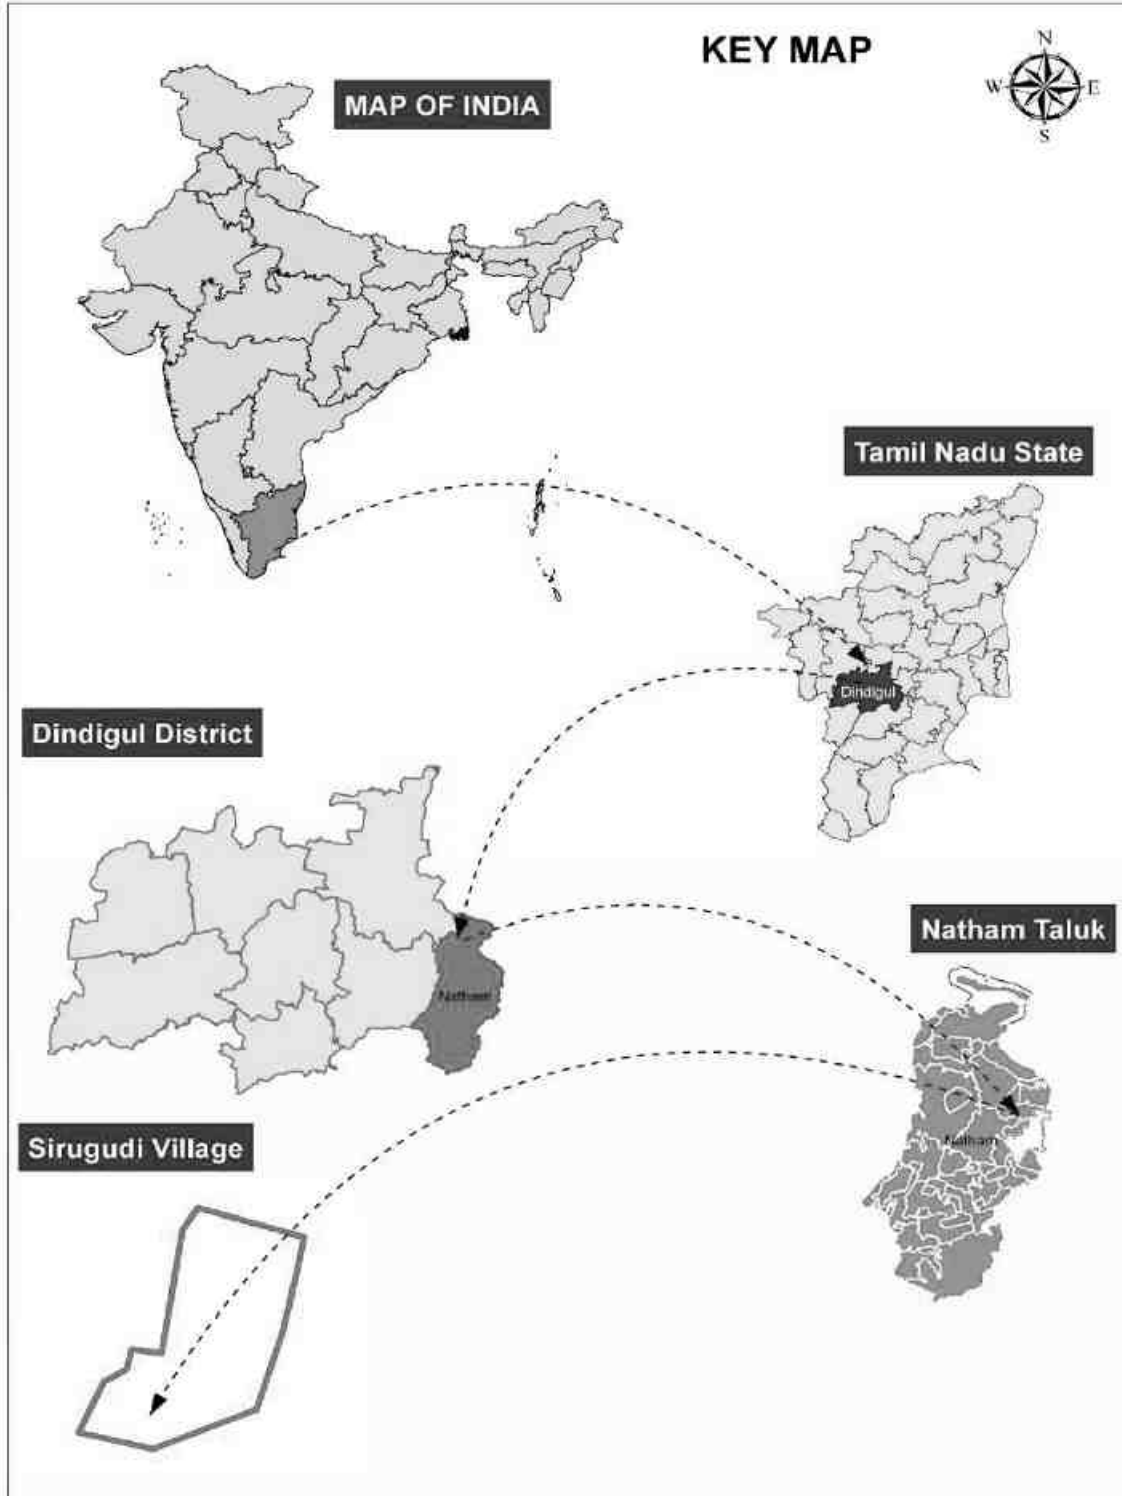 KEY MAP
N
W E
S
MAP OF INDIA
Tamil Nadu State
Dindigul
Dindigul District
Natham
Natham Taluk
Natham
Sirugudi Village